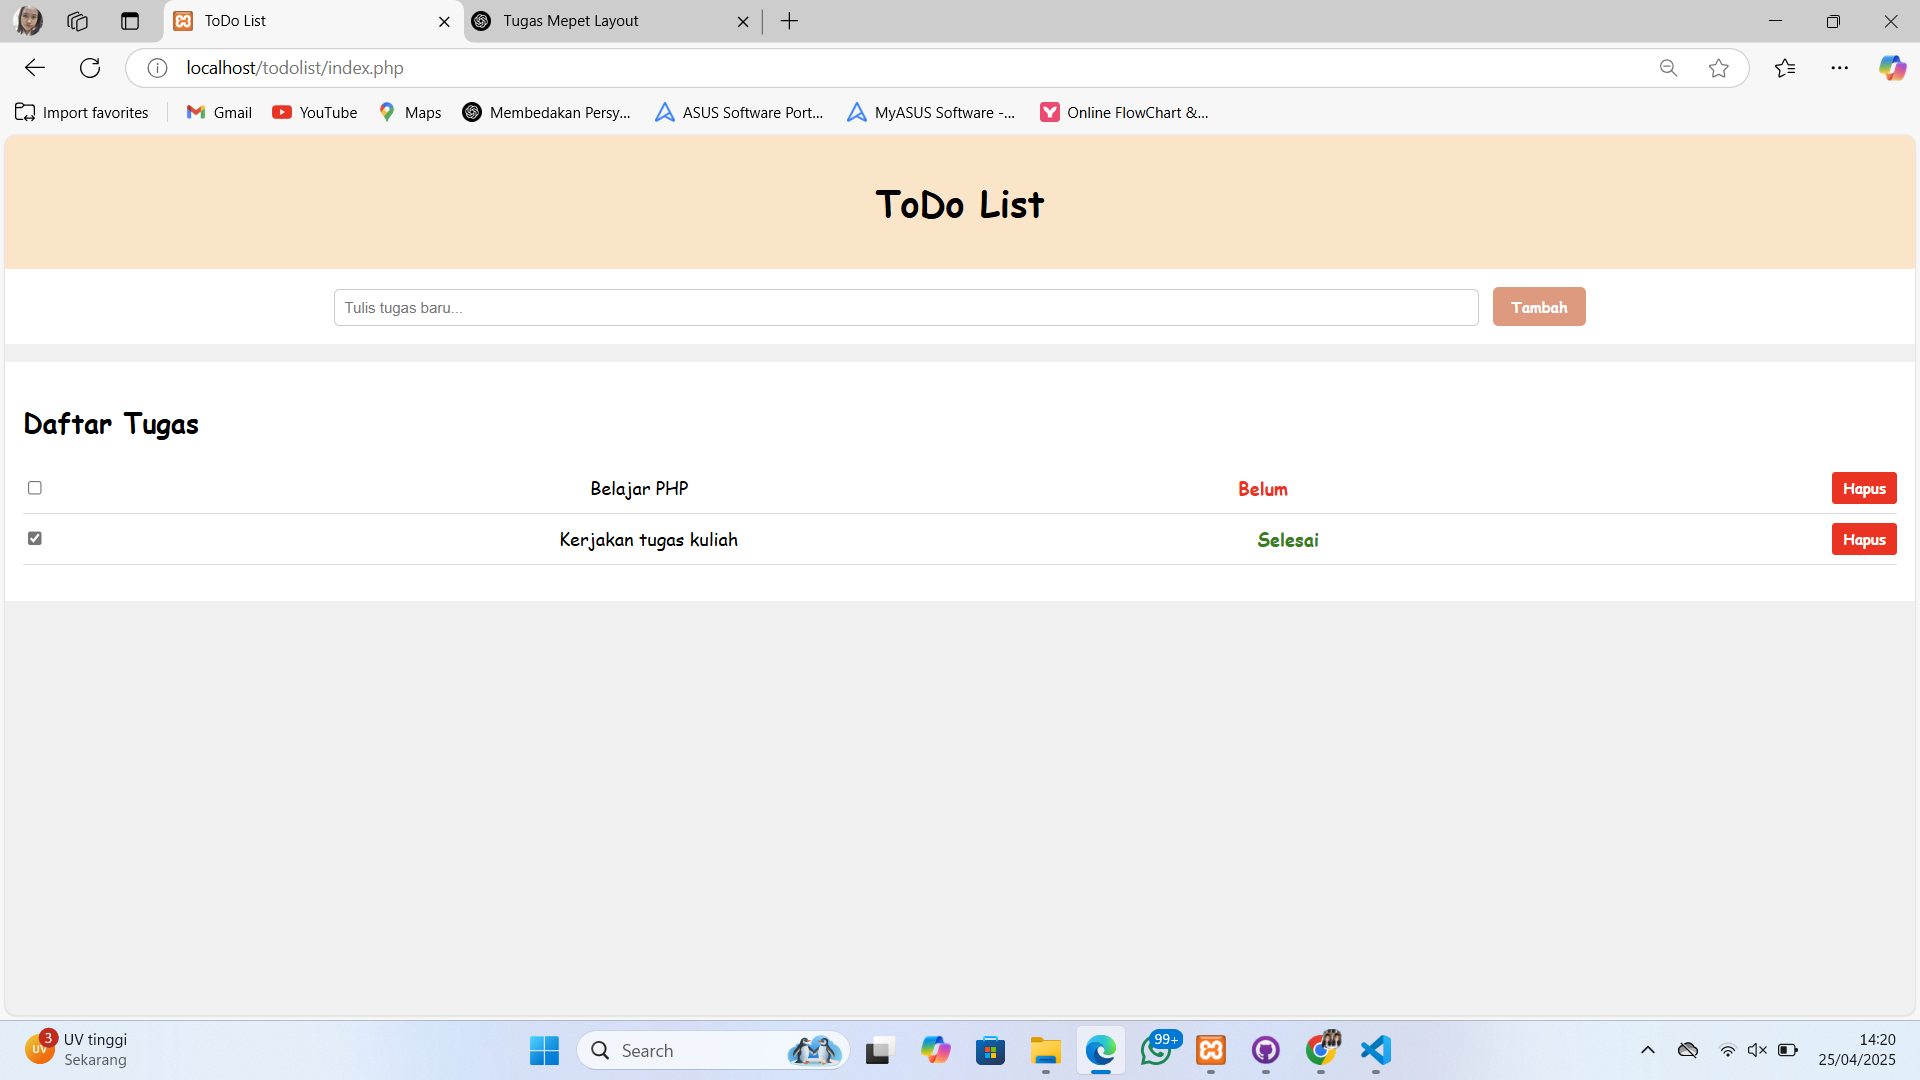 ToDo List
Tugas Mepet Layout
localhost/todolist/index.php
Import favorites
Gmail
YouTube
Maps
Membedakan Persy...
ASUS Software Port...
MyASUS Software -...
Online FlowChart &...
ToDo List
Tulis tugas baru...
Tambah
Daftar Tugas
Belajar PHP
Belum
Hapus
Kerjakan tugas kuliah
Selesai
Hapus
UV
3
UV tinggi
Sekarang
Search
99+
14:20
25/04/2025